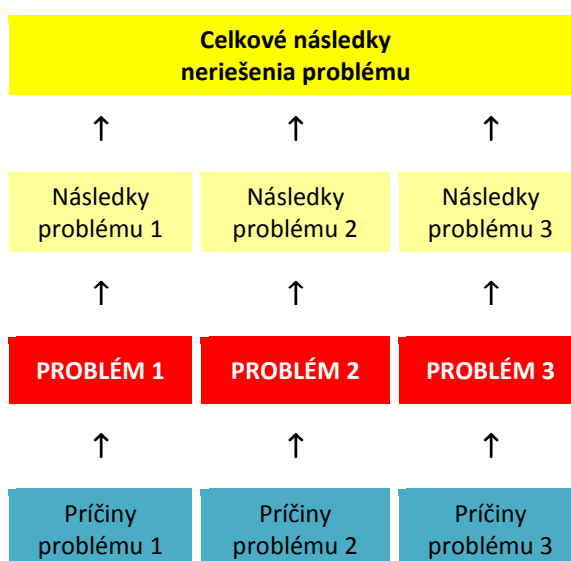 Celkové následky
neriešenia problému
↑ ↑ ↑
Následky problému 1
Následky problému 2
Následky problému 3
↑ ↑ ↑
PROBLÉM 1
PROBLÉM 2
PROBLÉM 3
↑ ↑ ↑
Príčiny
problému 1
Príčiny
problému 2
Príčiny
problému 3